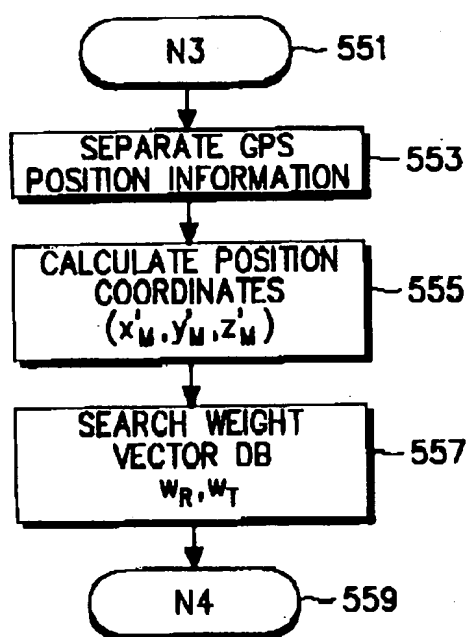 N3
551
SEPARATE GPS
POSITION INFORMATION
553
CALCULATE POSITION
COORDINATES
(x'M, y'M, z'M)
555
SEARCH WEIGHT
VECTOR DB
wR, wT
557
N4
559